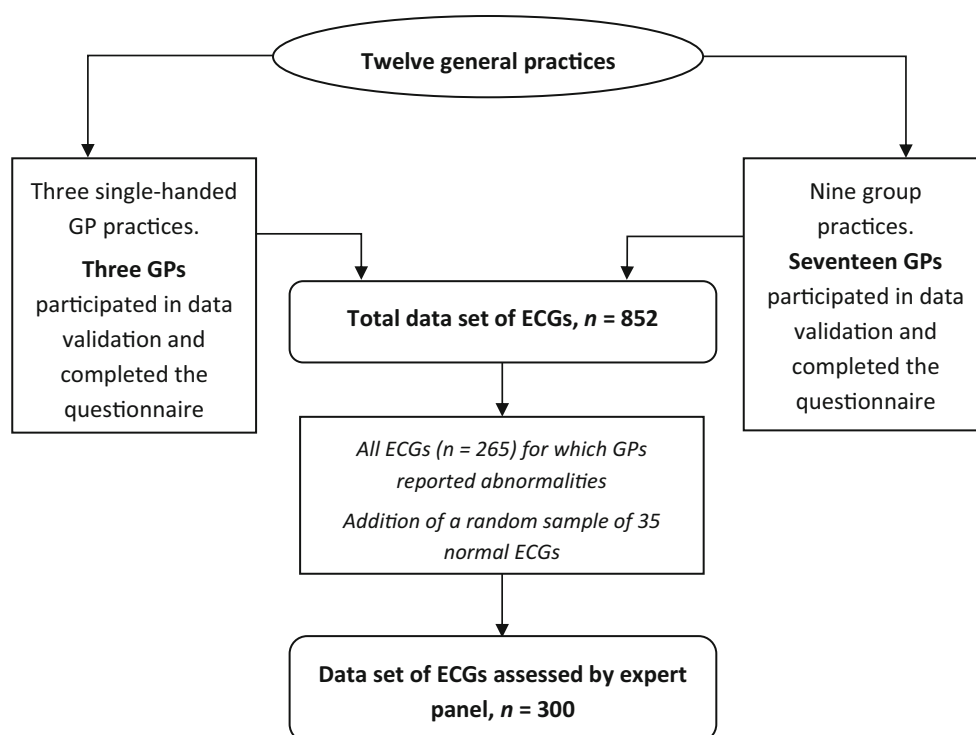 Twelve general practices
Three single-handed
GP practices.
Three GPs
participated in data
validation and
completed the
questionnaire
Nine group
practices.
Seventeen GPs
participated in data
validation and
completed the
questionnaire
Total data set of ECGs, n = 852
All ECGs (n = 265) for which GPs
reported abnormalities
Addition of a random sample of 35
normal ECGs
Data set of ECGs assessed by expert
panel, n = 300